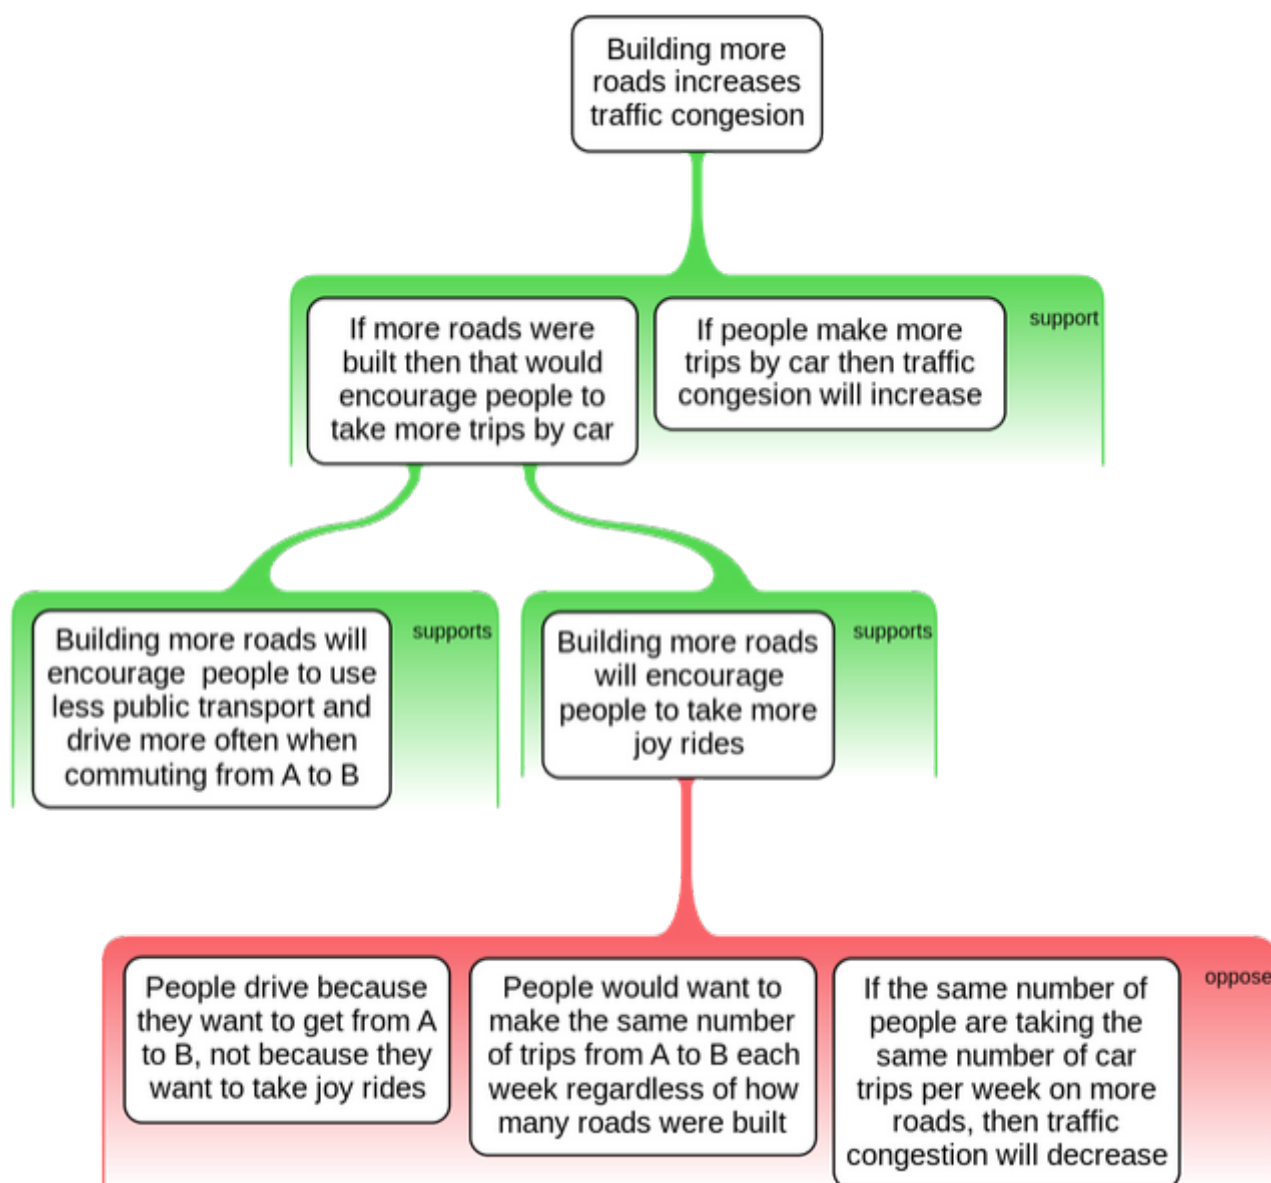 Building more
roads increases
traffic congesion
If more roads were
built then that would
encourage people to
take more trips by car
If people make more
trips by car then traffic
congesion will increase
support
Building more roads will
encourage  people to use
less public transport and
drive more often when
commuting from A to B
supports
Building more roads
will encourage
people to take more
joy rides
supports
People drive because
they want to get from A
to B, not because they
want to take joy rides
People would want to
make the same number
of trips from A to B each
week regardless of how
many roads were built
If the same number of
people are taking the
same number of car
trips per week on more
roads, then traffic
congestion will decrease
oppose